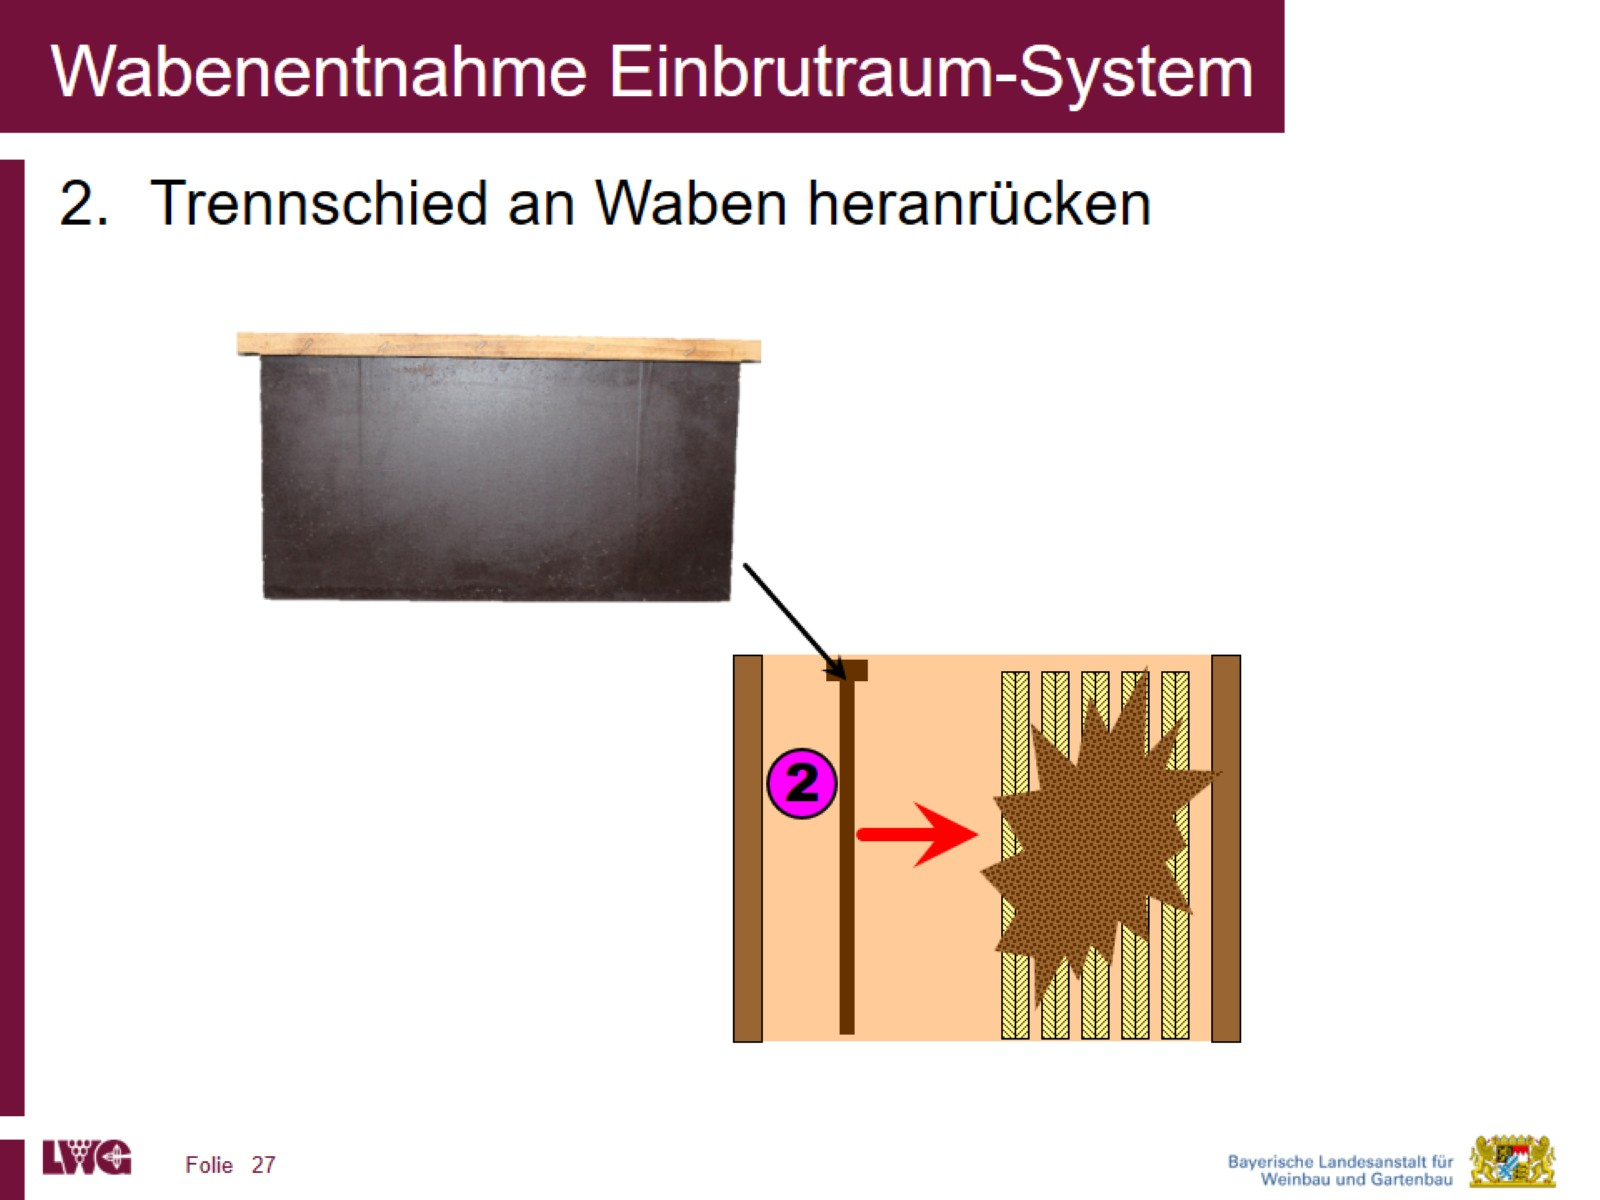 Wabenentnahme Einbrutraum-System
2. Trennschied an Waben heranrücken
2
LWG
Folie 27
Bayerische Landesanstalt für
Weinbau und Gartenbau